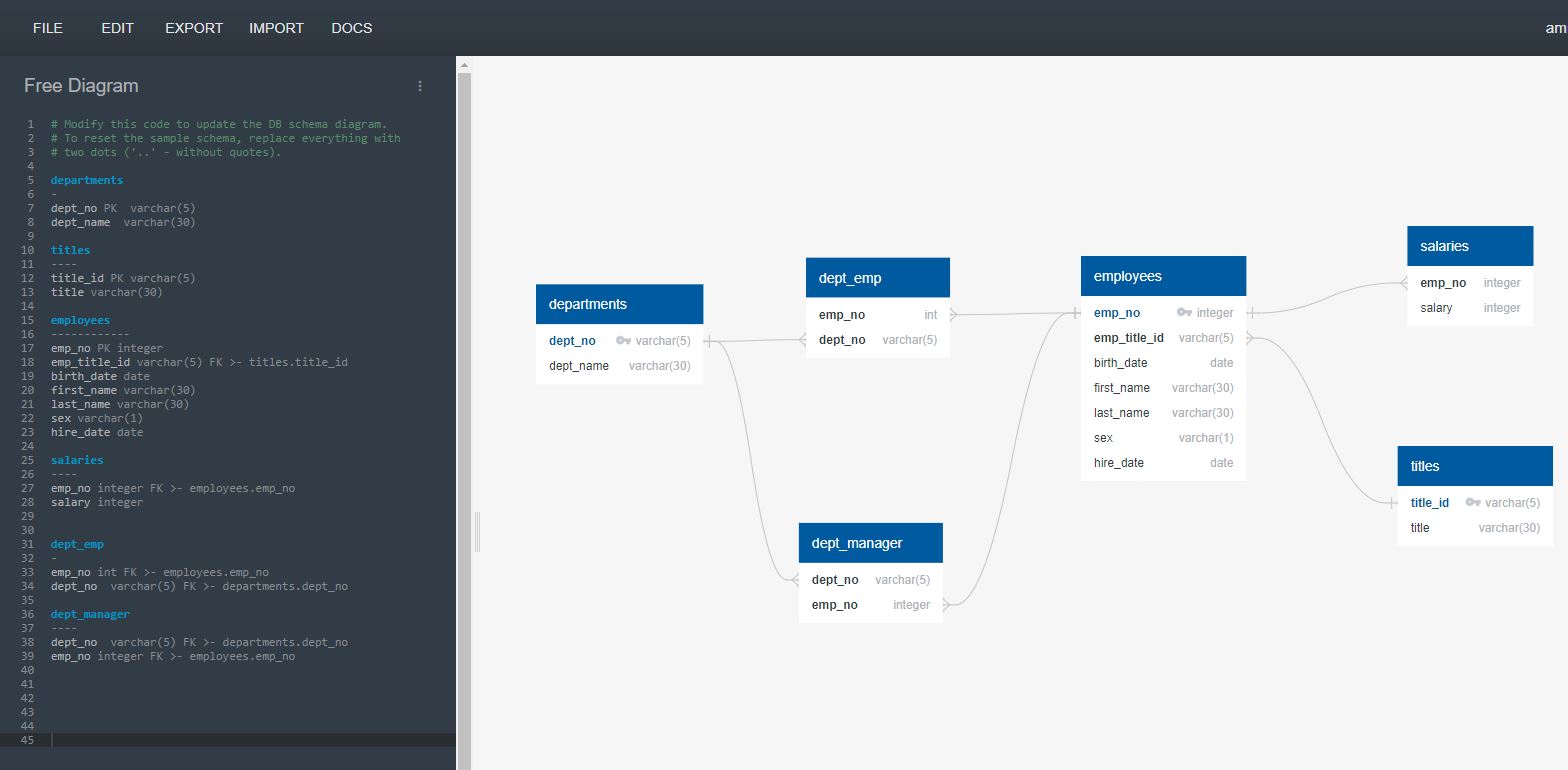 FILE EDIT EXPORT IMPORT DOCS am
Free Diagram
1 # Modify this code to update the DB schema diagram.
2 # To reset the sample schema, replace everything with
3 # two dots ('..' - without quotes).
4
5 departments
6 -
7 dept_no PK  varchar(5)
8 dept_name  varchar(30)
9
10 titles
11 ----
12 title_id PK varchar(5)
13 title varchar(30)
14
15 employees
16 ------------
17 emp_no PK integer
18 emp_title_id varchar(5) FK >- titles.title_id
19 birth_date date
20 first_name varchar(30)
21 last_name varchar(30)
22 sex varchar(1)
23 hire_date date
24
25 salaries
26 ----
27 emp_no integer FK >- employees.emp_no
28 salary integer
29
30
31 dept_emp
32 -
33 emp_no int FK >- employees.emp_no
34 dept_no  varchar(5) FK >- departments.dept_no
35
36 dept_manager
37 ----
38 dept_no  varchar(5) FK >- departments.dept_no
39 emp_no integer FK >- employees.emp_no
40
41
42
43
44
45
departments
dept_no varchar(5)
dept_name varchar(30)
dept_emp
emp_no int
dept_no varchar(5)
dept_manager
dept_no varchar(5)
emp_no integer
employees
emp_no integer
emp_title_id varchar(5)
birth_date date
first_name varchar(30)
last_name varchar(30)
sex varchar(1)
hire_date date
salaries
emp_no integer
salary integer
titles
title_id varchar(5)
title varchar(30)